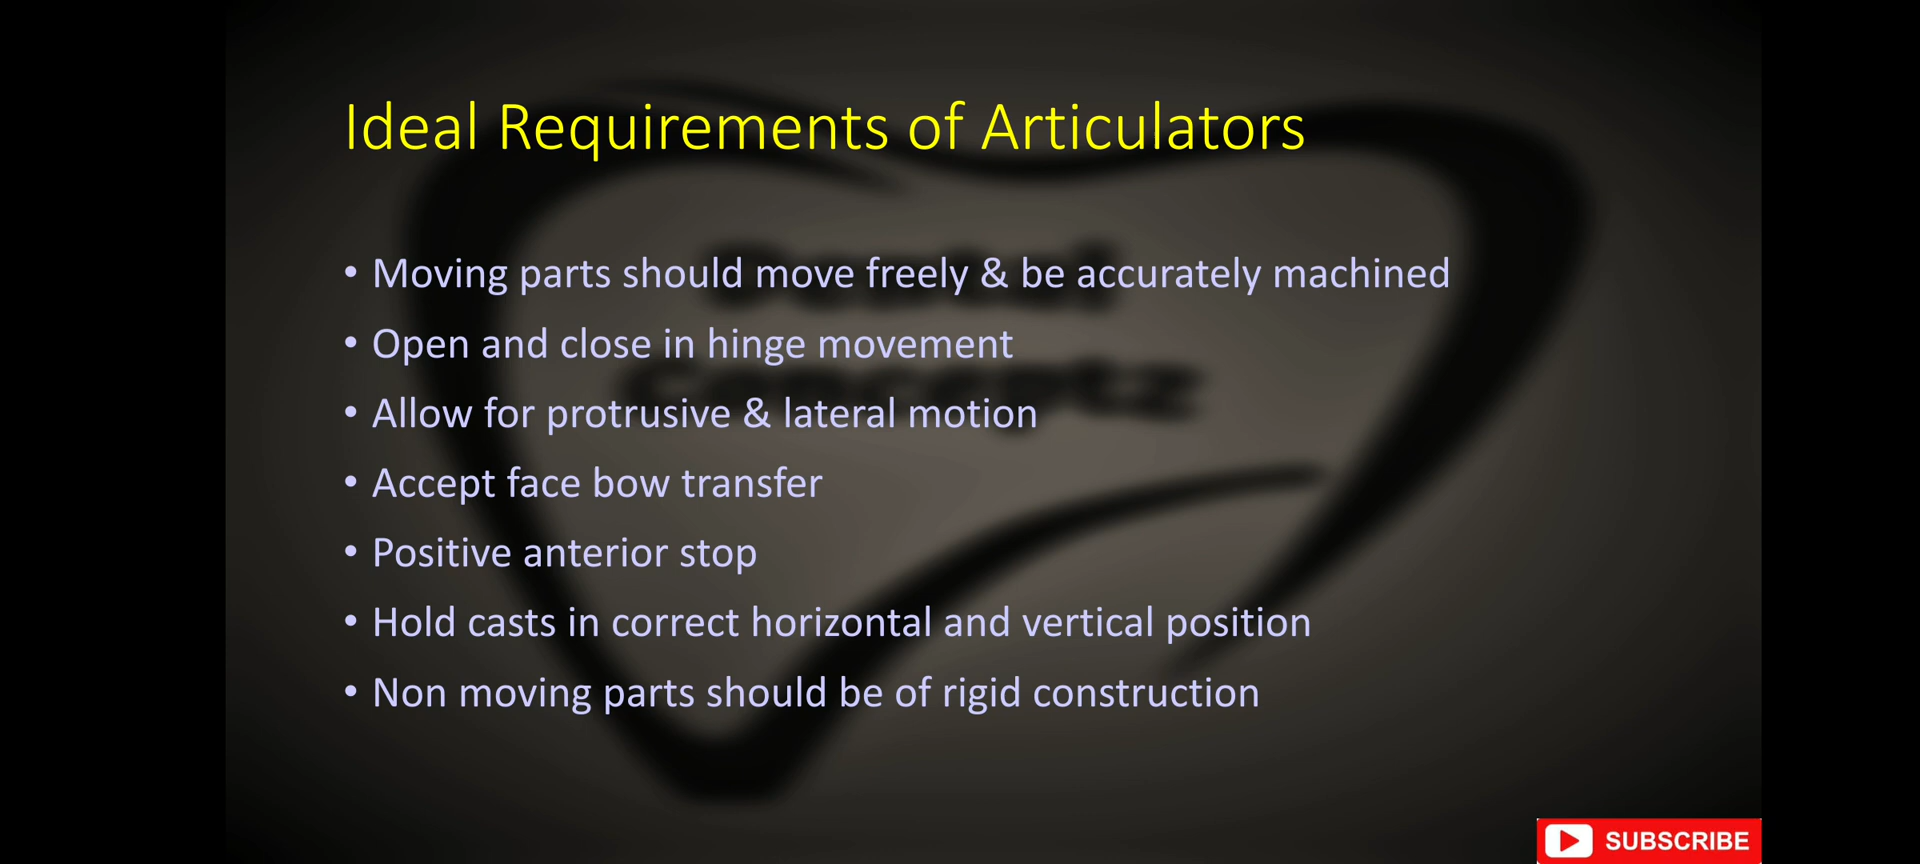 Ideal Requirements of Articulators
• Moving parts should move freely & be accurately machined
• Open and close in hinge movement
• Allow for protrusive & lateral motion
• Accept face bow transfer
• Positive anterior stop
• Hold casts in correct horizontal and vertical position
• Non moving parts should be of rigid construction
Dental
Conceptz
SUBSCRIBE